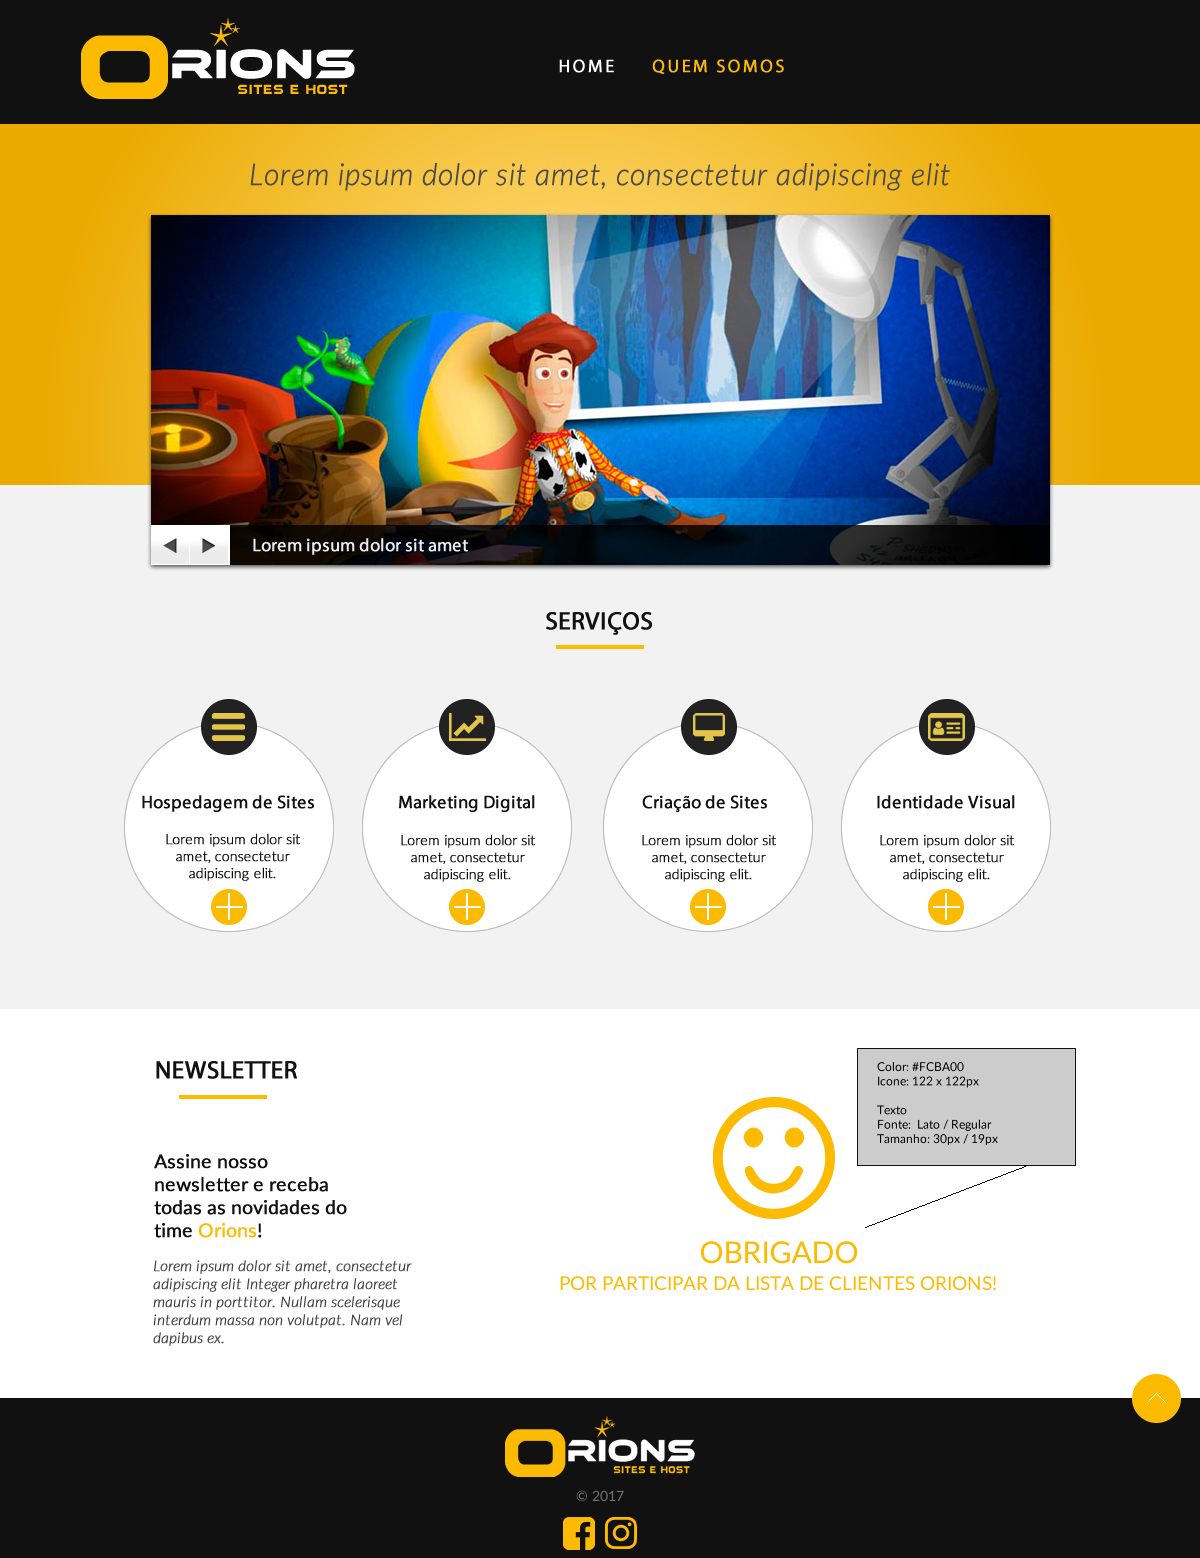 ORIONS
SITES E HOST
HOME QUEM SOMOS
Lorem ipsum dolor sit amet, consectetur adipiscing elit
Lorem ipsum dolor sit amet
SERVIÇOS
Hospedagem de Sites
Lorem ipsum dolor sit
amet, consectetur
adipiscing elit.
Marketing Digital
Lorem ipsum dolor sit
amet, consectetur
adipiscing elit.
Criação de Sites
Lorem ipsum dolor sit
amet, consectetur
adipiscing elit.
Identidade Visual
Lorem ipsum dolor sit
amet, consectetur
adipiscing elit.
NEWSLETTER
Assine nosso
newsletter e receba
todas as novidades do
time Orions!
Lorem ipsum dolor sit amet, consectetur
adipiscing elit Integer pharetra laoreet
mauris in porttitor. Nullam scelerisque
interdum massa non volutpat. Nam vel
dapibus ex.
Color: #FCBA00
Icone: 122 x 122px
Texto
Fonte: Lato / Regular
Tamanho: 30px / 19px
OBRIGADO
POR PARTICIPAR DA LISTA DE CLIENTES ORIONS!
ORIONS
SITES E HOST
© 2017